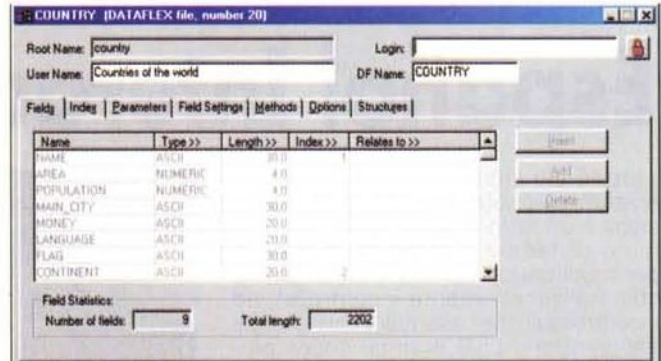 COUNTRY (DATAFLEX file, number 20)
Root Name: country Login:
User Name: Countries of the world DF Name: COUNTRY
Fields Index Parameters Field Settings Methods Options Structures
Name Type >> Length >> Index >> Relates to >>
NAME ASCII 30.0 1
AREA NUMERIC 4.0
POPULATION NUMERIC 4.0
MAIN_CITY ASCII 30.0
MONEY ASCII 20.0
LANGUAGE ASCII 20.0
FLAG ASCII 30.0
CONTINENT ASCII 20.0 2
Insert
Add
Delete
Field Statistics:
Number of fields: 9 Total length: 2202